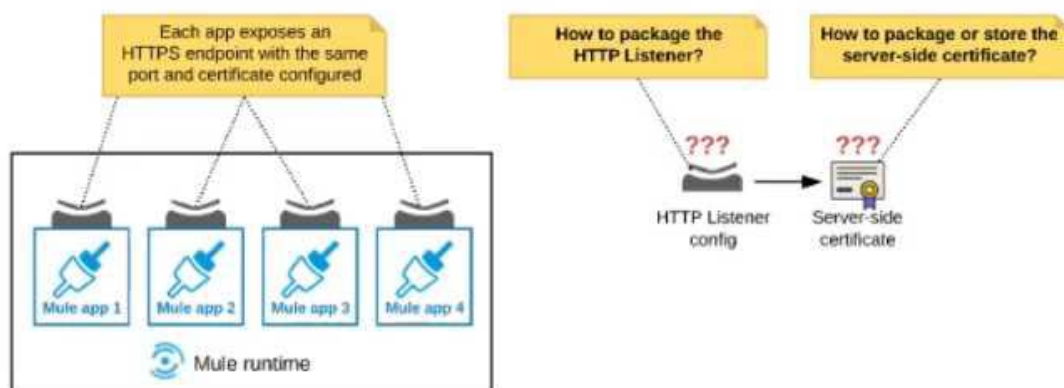 Each app exposes an
HTTPS endpoint with the same
port and certificate configured
How to package the
HTTP Listener?
How to package or store the
server-side certificate?
???
???
HTTP Listener
config
Server-side
certificate
Mule app 1
Mule app 2
Mule app 3
Mule app 4
Mule runtime